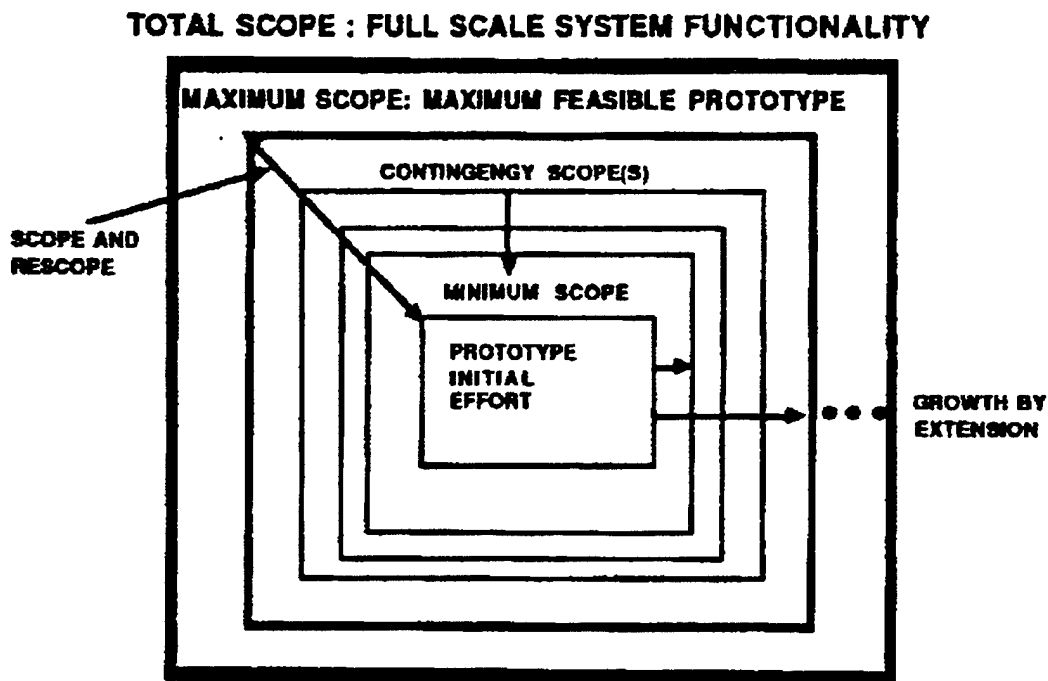 TOTAL SCOPE : FULL SCALE SYSTEM FUNCTIONALITY
MAXIMUM SCOPE: MAXIMUM FEASIBLE PROTOTYPE
CONTINGENCY SCOPE(S)
SCOPE AND
RESCOPE
MINIMUM SCOPE
PROTOTYPE
INITIAL
EFFORT
GROWTH BY
EXTENSION